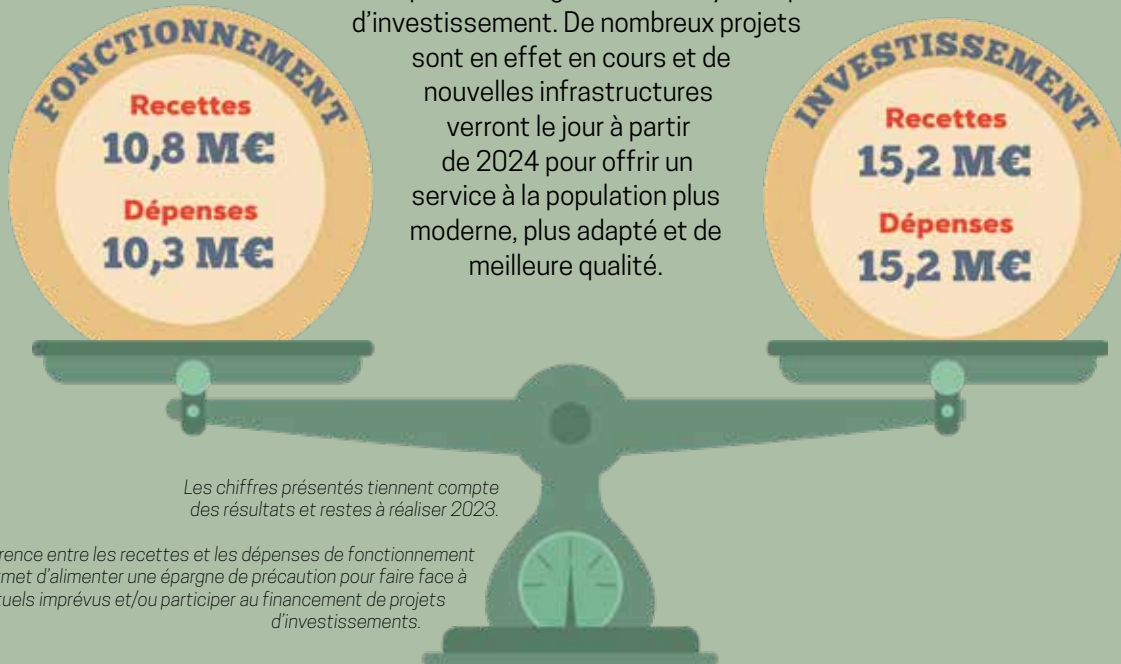 d'investissement. De nombreux projets
sont en effet en cours et de
nouvelles infrastructures
verront le jour à partir
de 2024 pour offrir un
service à la population plus
moderne, plus adapté et de
meilleure qualité.
FONCTIONNEMENT
Recettes
10,8 M€
Dépenses
10,3 M€
INVESTISSEMENT
Recettes
15,2 M€
Dépenses
15,2 M€
Les chiffres présentés tiennent compte
des résultats et restes à réaliser 2023.
entre les recettes et les dépenses de fonctionnement
d'alimenter une épargne de précaution pour faire face à
imprévus et/ou participer au financement de projets
d'investissements.